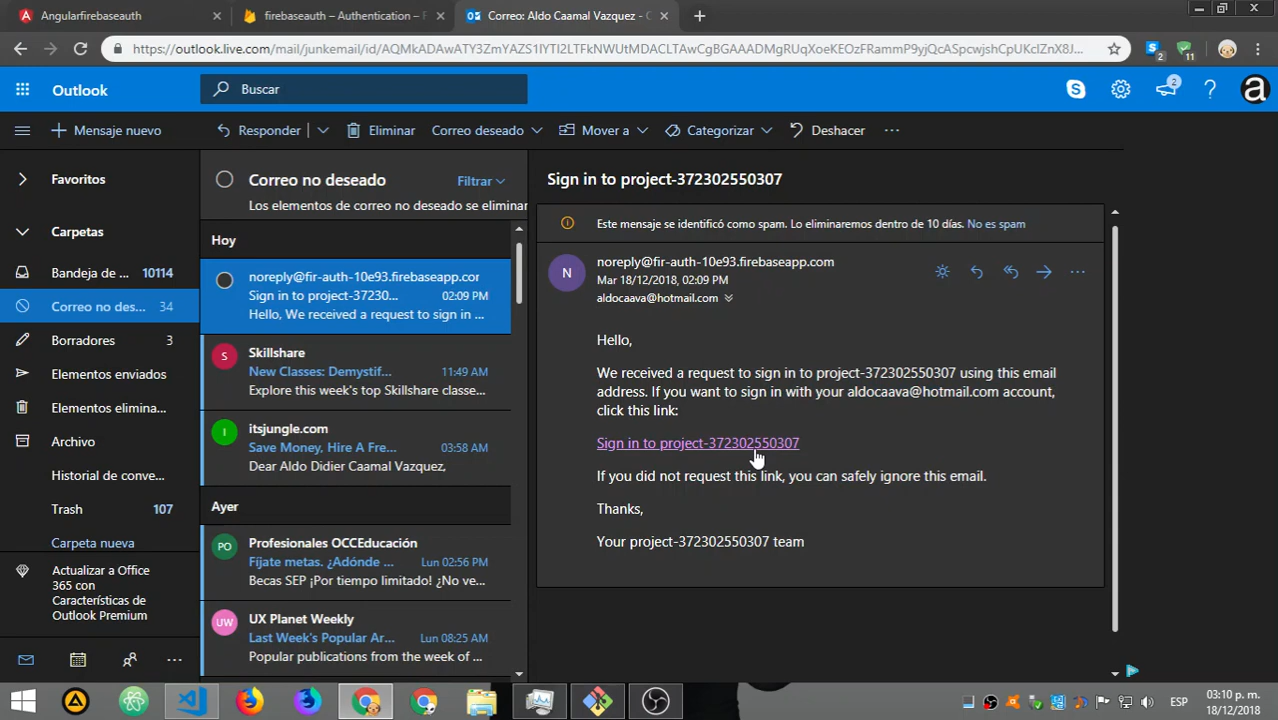 Angularfirebaseauth
firebaseauth – Authentication – F
Correo: Aldo Caamal Vazquez - O
https://outlook.live.com/mail/junkemail/id/AQMkADAwATY3ZmYAZS1lYTI2LTFkNWUtMDACLTAwCgBGAAADMgRUqXoeKEOzFRammP9yjQcASpcwjshCpUKclZnX8J...
2
11
Outlook
Buscar
2
Mensaje nuevo
Responder
Eliminar
Correo deseado
Mover a
Categorizar
Deshacer
Favoritos
Carpetas
Bandeja de ... 10114
Correo no des... 34
Borradores 3
Elementos enviados
Elementos elimina...
Archivo
Historial de conve...
Trash 107
Carpeta nueva
Actualizar a Office
365 con
Características de
Outlook Premium
Correo no deseado
Filtrar
Los elementos de correo no deseado se eliminar
Hoy
noreply@fir-auth-10e93.firebaseapp.cor
Sign in to project-37230... 02:09 PM
Hello, We received a request to sign in ...
S
Skillshare
New Classes: Demystif... 11:49 AM
Explore this week's top Skillshare classe...
I
itsjungle.com
Save Money, Hire A Fre... 03:58 AM
Dear Aldo Didier Caamal Vazquez,
Ayer
PO
Profesionales OCCEducación
Fíjate metas. ¿Adónde ... Lun 02:56 PM
Becas SEP ¡Por tiempo limitado! ¿No ve...
UW
UX Planet Weekly
Last Week's Popular Ar... Lun 08:25 AM
Popular publications from the week of ...
Sign in to project-372302550307
Este mensaje se identificó como spam. Lo eliminaremos dentro de 10 días. No es spam
N
noreply@fir-auth-10e93.firebaseapp.com
Mar 18/12/2018, 02:09 PM
aldocaava@hotmail.com
Hello,
We received a request to sign in to project-372302550307 using this email
address. If you want to sign in with your aldocaava@hotmail.com account,
click this link:
Sign in to project-372302550307
If you did not request this link, you can safely ignore this email.
Thanks,
Your project-372302550307 team
ESP
03:10 p. m.
18/12/2018